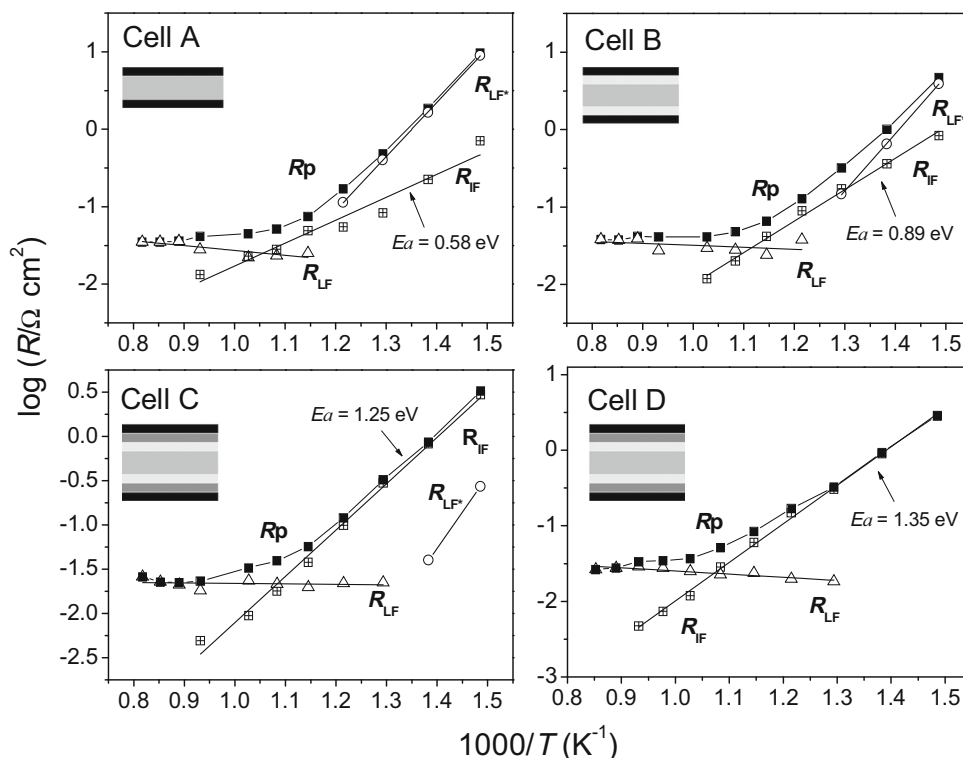 Cell A
Cell B
1
0
-1
-2
R_LF*
Rp
R_IF
Ea = 0.58 eV
R_LF
0.8 0.9 1.0 1.1 1.2 1.3 1.4 1.5
1
0
-1
-2
R_LF*
Rp
R_IF
Ea = 0.89 eV
R_LF
0.8 0.9 1.0 1.1 1.2 1.3 1.4 1.5
log (R/Ω cm²)
Cell C
Cell D
0.5
0.0
-0.5
-1.0
-1.5
-2.0
-2.5
Ea = 1.25 eV
R_IF
R_LF*
Rp
R_LF
0.8 0.9 1.0 1.1 1.2 1.3 1.4 1.5
1
0
-1
-2
-3
Rp
Ea = 1.35 eV
R_LF
R_IF
0.8 0.9 1.0 1.1 1.2 1.3 1.4 1.5
1000/T (K⁻¹)